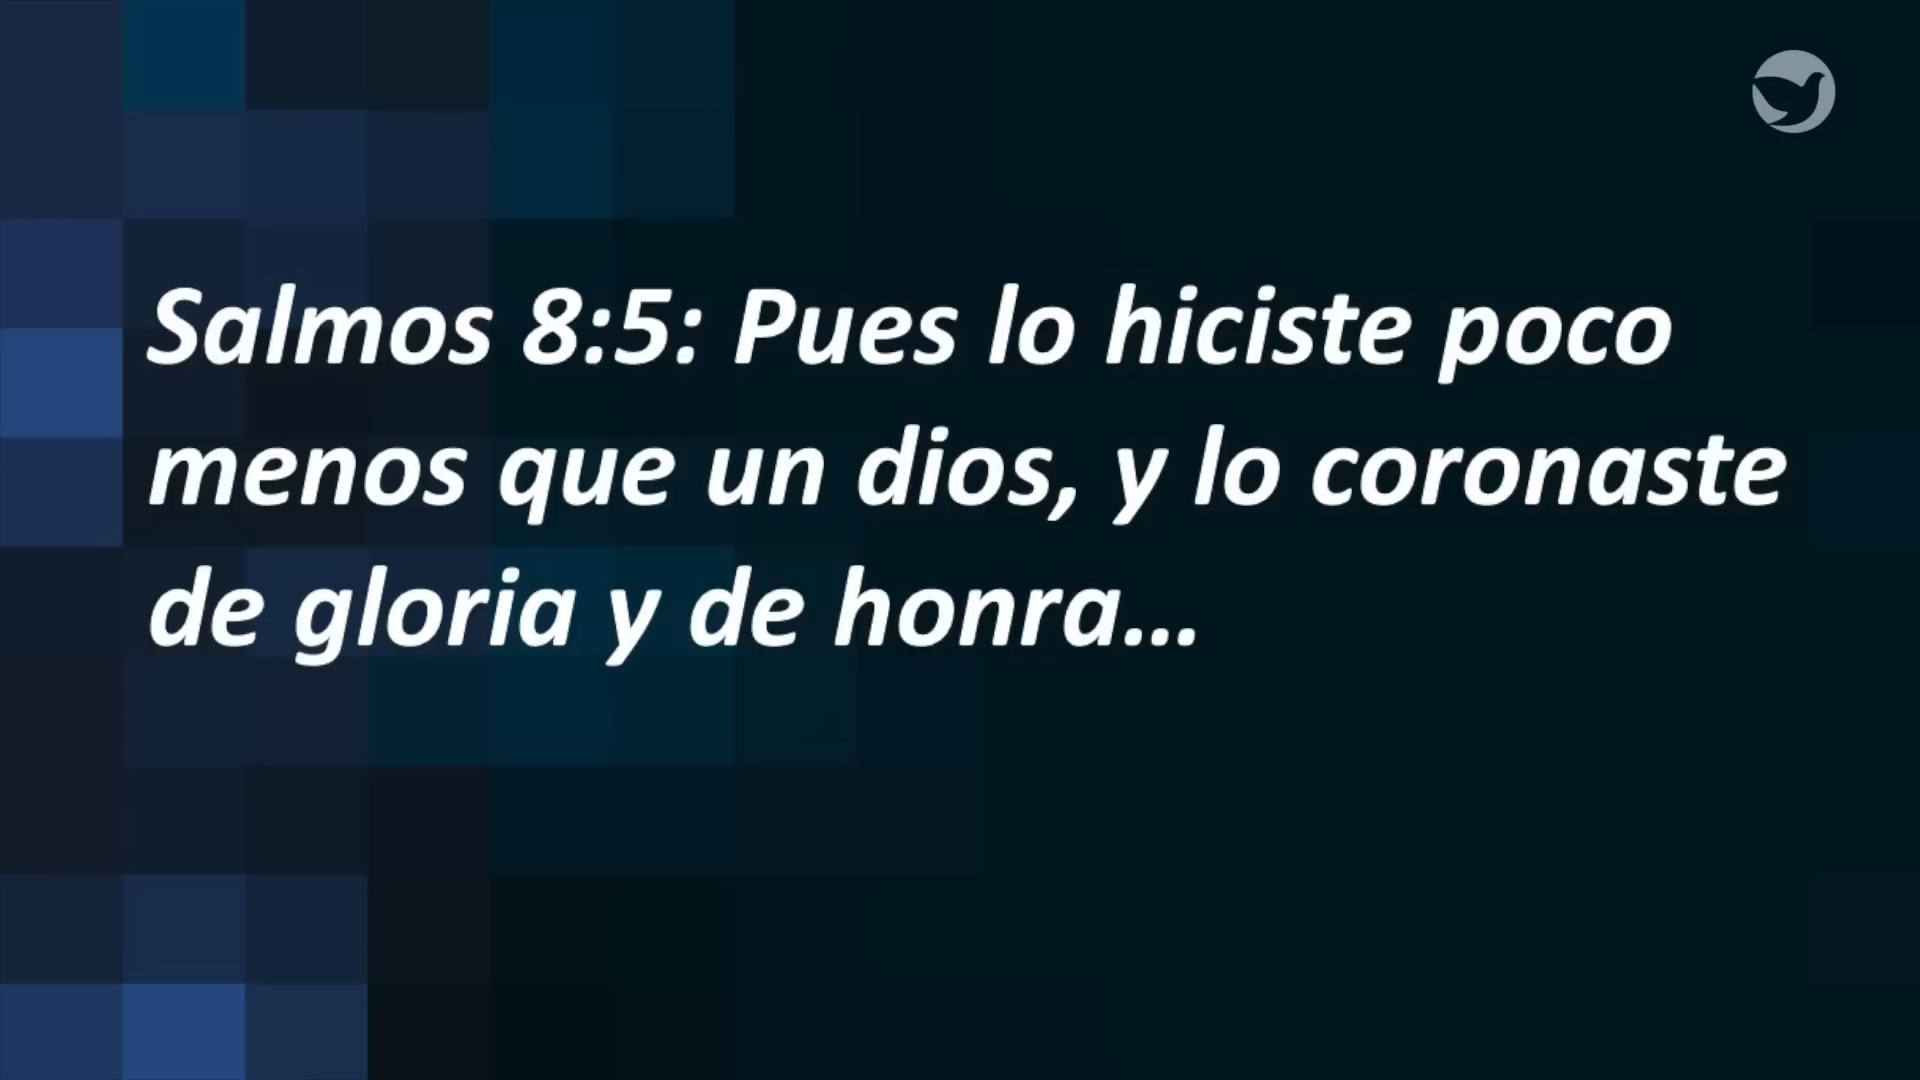 Salmos 8:5: Pues lo hiciste poco
menos que un dios, y lo coronaste
de gloria y de honra...